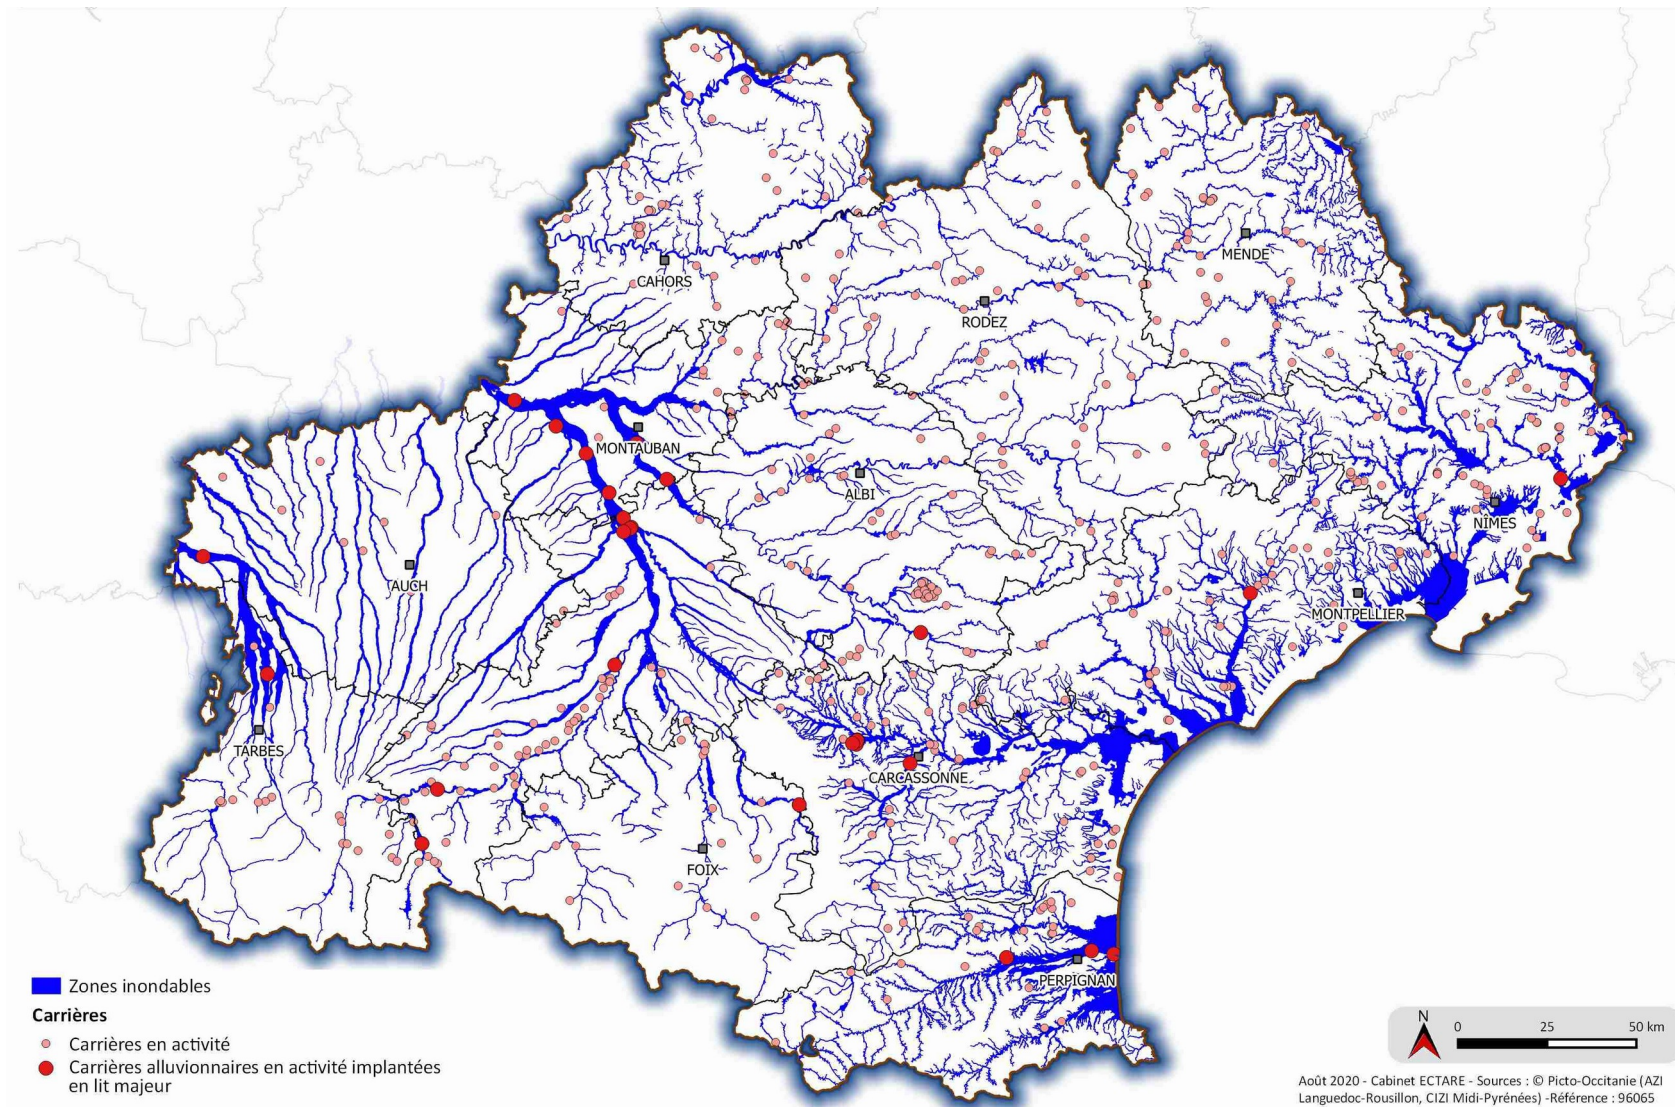 CAHORS
MENDE
RODEZ
MONTAUBAN
ALBI
NÎMES
AUCH
MONTPELLIER
TARBES
CARCASSONNE
FOIX
PERPIGNAN
Zones inondables
Carrières
Carrières en activité
Carrières alluvionnaires en activité implantées
en lit majeur
N
0 25 50 km
Août 2020 - Cabinet ECTARE - Sources : © Picto-Occitanie (AZI
Languedoc-Rousillon, CIZI Midi-Pyrénées) -Référence : 96065